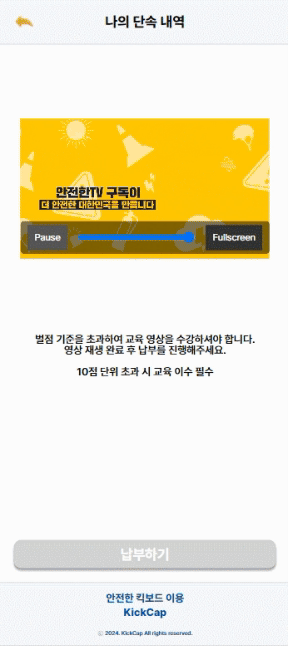 나의 단속 내역
안전한TV 구독이
더 안전한 대한민국을 만듭니다
Pause
Fullscreen
벌점 기준을 초과하여 교육 영상을 수강하셔야 합니다.
영상 재생 완료 후 납부를 진행해주세요.
10점 단위 초과 시 교육 이수 필수
납부하기
안전한 킥보드 이용
KickCap
ⓒ 2024. KickCap All rights reserved.